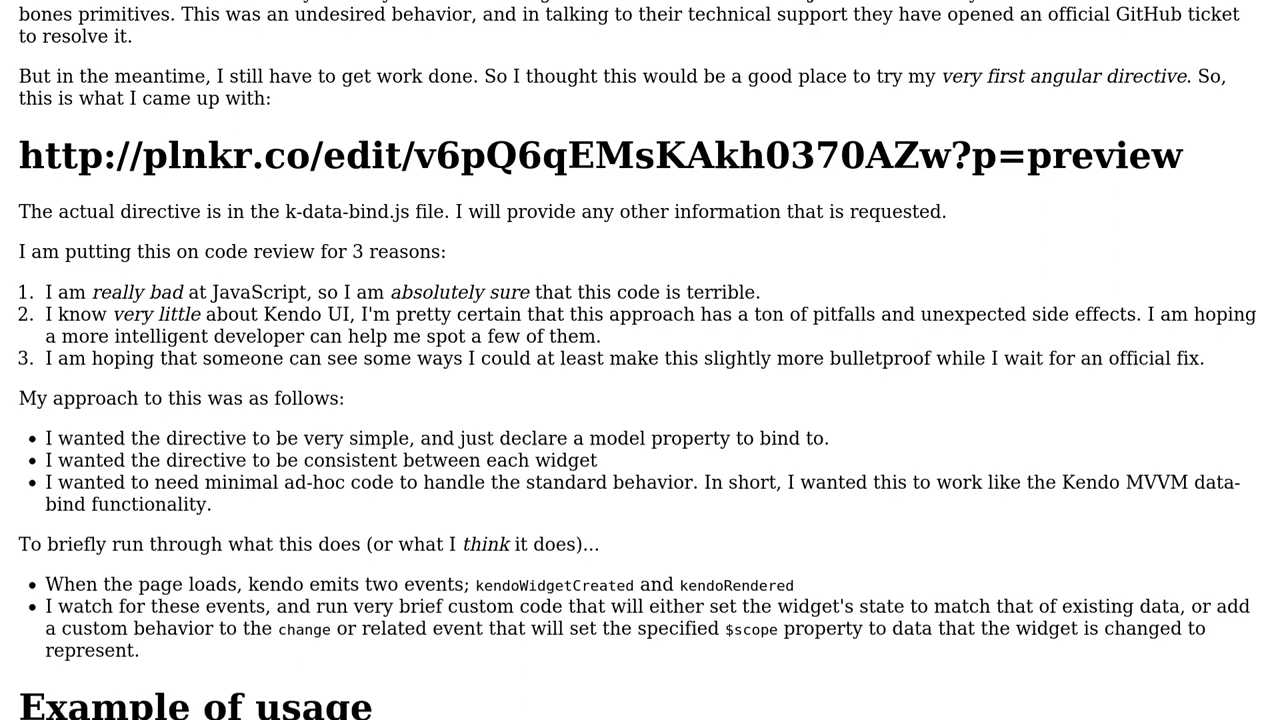 bones primitives. This was an undesired behavior, and in talking to their technical support they have opened an official GitHub ticket
to resolve it.
But in the meantime, I still have to get work done. So I thought this would be a good place to try my very first angular directive. So,
this is what I came up with:
http://plnkr.co/edit/v6pQ6qEMsKAkh0370AZw?p=preview
The actual directive is in the k-data-bind.js file. I will provide any other information that is requested.
I am putting this on code review for 3 reasons:
1. I am really bad at JavaScript, so I am absolutely sure that this code is terrible.
2. I know very little about Kendo UI, I'm pretty certain that this approach has a ton of pitfalls and unexpected side effects. I am hoping
a more intelligent developer can help me spot a few of them.
3. I am hoping that someone can see some ways I could at least make this slightly more bulletproof while I wait for an official fix.
My approach to this was as follows:
• I wanted the directive to be very simple, and just declare a model property to bind to.
• I wanted the directive to be consistent between each widget
• I wanted to need minimal ad-hoc code to handle the standard behavior. In short, I wanted this to work like the Kendo MVVM data-
bind functionality.
To briefly run through what this does (or what I think it does)...
• When the page loads, kendo emits two events; kendoWidgetCreated and kendoRendered
• I watch for these events, and run very brief custom code that will either set the widget's state to match that of existing data, or add
a custom behavior to the change or related event that will set the specified $scope property to data that the widget is changed to
represent.
Example of usage